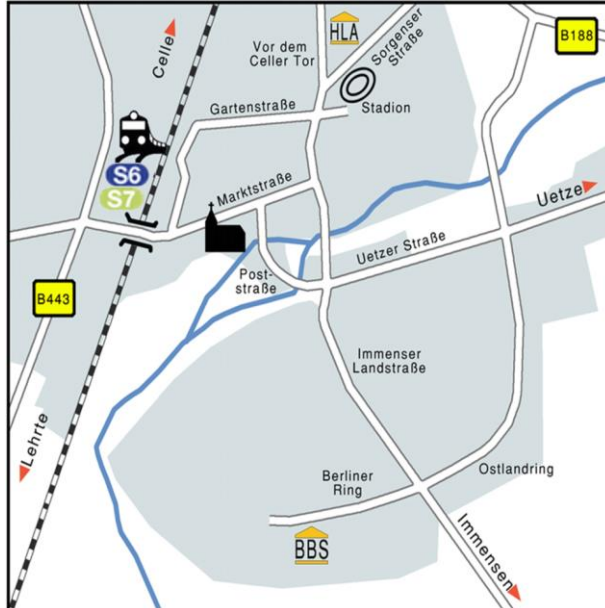 HLA
B188
Celle
Vor dem
Celler Tor
Sorgenser
Straße
Gartenstraße
Stadion
S6
S7
Marktstraße
Uetze
Uetzer Straße
Post-
straße
B443
Immenser
Landstraße
Lehrte
Berliner
Ring
Ostlandring
BBS
Immensen